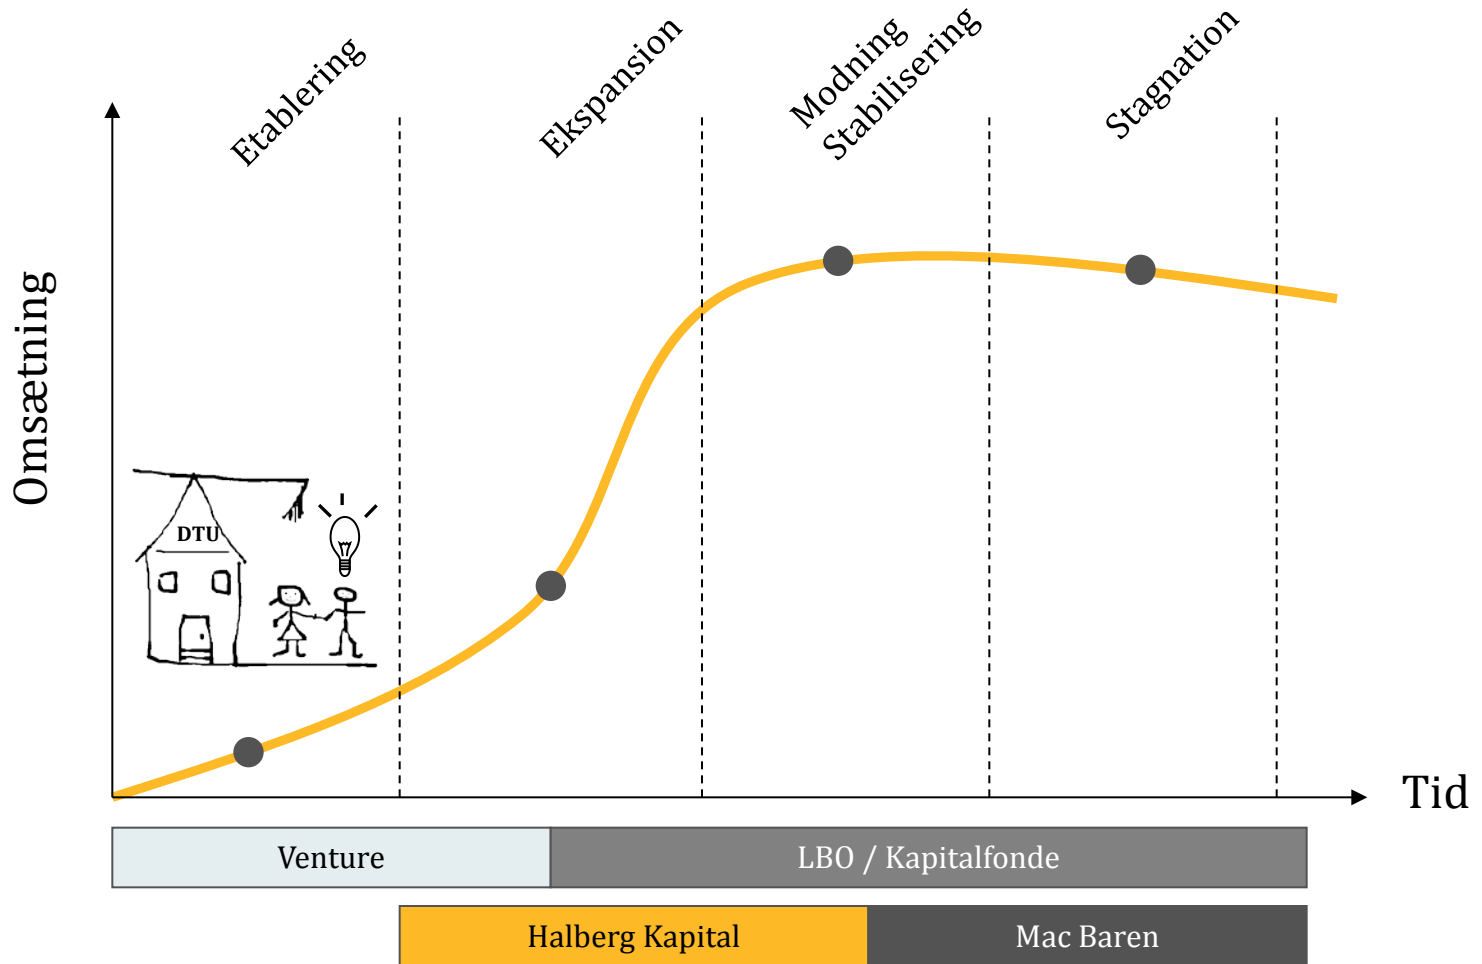 Etablering
Ekspansion
Modning
Stabilisering
Stagnation
Omsætning
DTU
Tid
Venture
LBO / Kapitalfonde
Halberg Kapital
Mac Baren